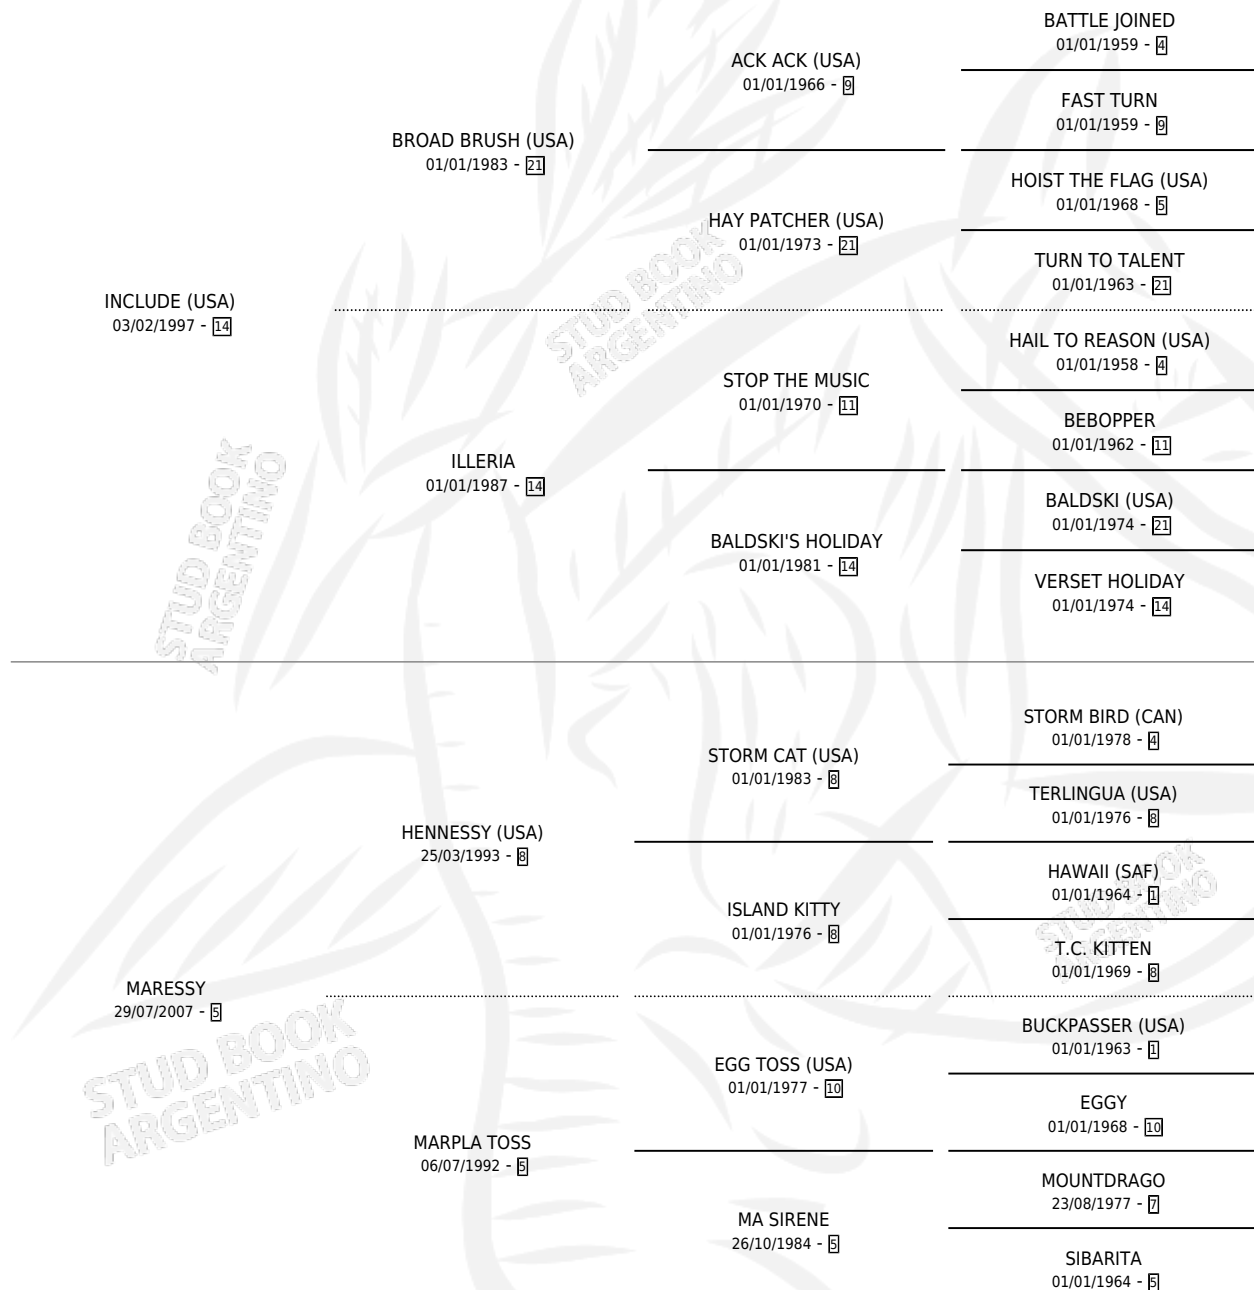 BATTLE JOINED
01/01/1959 - 4
ACK ACK (USA)
01/01/1966 - 9
FAST TURN
01/01/1959 - 9
BROAD BRUSH (USA)
01/01/1983 - 21
HOIST THE FLAG (USA)
01/01/1968 - 5
HAY PATCHER (USA)
01/01/1973 - 21
TURN TO TALENT
01/01/1963 - 21
INCLUDE (USA)
03/02/1997 - 14
HAIL TO REASON (USA)
01/01/1958 - 4
STOP THE MUSIC
01/01/1970 - 11
BEBOPPER
01/01/1962 - 11
ILLERIA
01/01/1987 - 14
BALDSKI (USA)
01/01/1974 - 21
BALDSKI'S HOLIDAY
01/01/1981 - 14
VERSET HOLIDAY
01/01/1974 - 14
STORM BIRD (CAN)
01/01/1978 - 4
STORM CAT (USA)
01/01/1983 - 8
TERLINGUA (USA)
01/01/1976 - 8
HENNESSY (USA)
25/03/1993 - 8
HAWAII (SAF)
01/01/1964 - 1
ISLAND KITTY
01/01/1976 - 8
T.C. KITTEN
01/01/1969 - 8
MARESSY
29/07/2007 - 5
BUCKPASSER (USA)
01/01/1963 - 1
EGG TOSS (USA)
01/01/1977 - 10
EGGY
01/01/1968 - 10
MARPLA TOSS
06/07/1992 - 5
MOUNTDRAGO
23/08/1977 - 7
MA SIRENE
26/10/1984 - 5
SIBARITA
01/01/1964 - 5
STUD BOOK
ARGENTINO
STUD BOOK
ARGENTINO
STUD BOOK
ARGENTINO
STUD BOOK
ARGENTINO